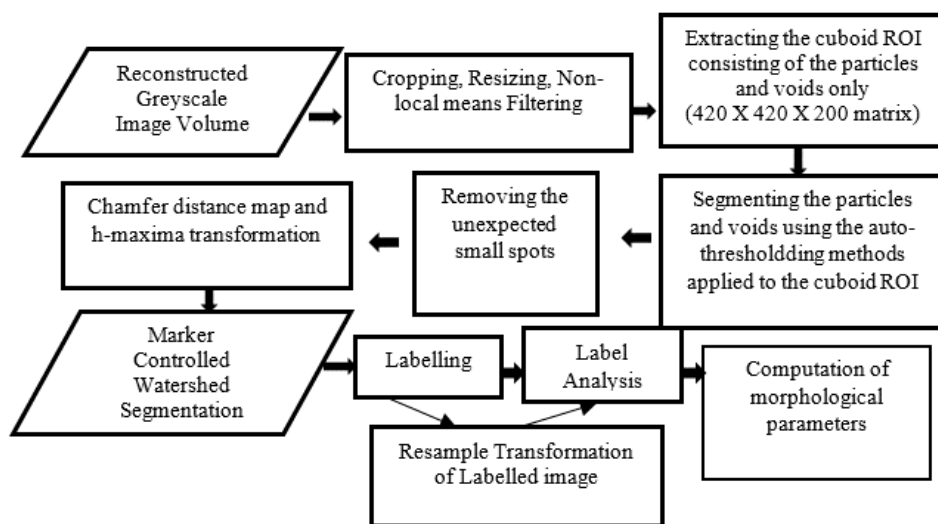 Reconstructed
Greyscale
Image Volume
Cropping, Resizing, Non-
local means Filtering
Extracting the cuboid ROI
consisting of the particles
and voids only
(420 X 420 X 200 matrix)
Segmenting the particles
and voids using the auto-
thresholdding methods
applied to the cuboid ROI
Removing the
unexpected
small spots
Chamfer distance map and
h-maxima transformation
Marker
Controlled
Watershed
Segmentation
Labelling
Resample Transformation
of Labelled image
Label
Analysis
Computation of
morphological
parameters